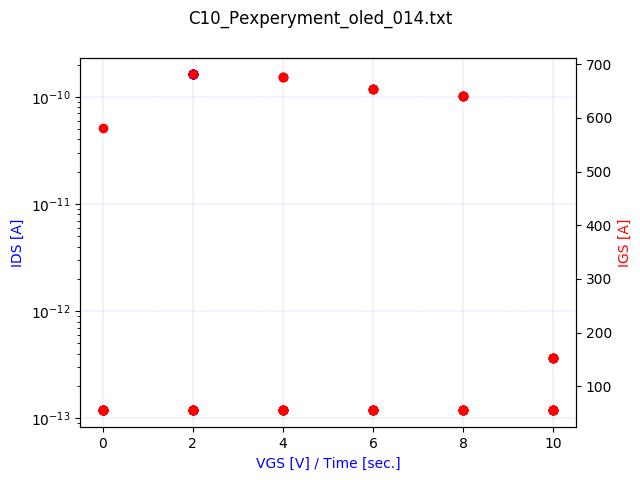 C10_Pexperyment_oled_014.txt
IDS [A]
10⁻¹⁰
10⁻¹¹
10⁻¹²
10⁻¹³
700
600
500
400
300
200
100
IGS [A]
0 2 4 6 8 10
VGS [V] / Time [sec.]